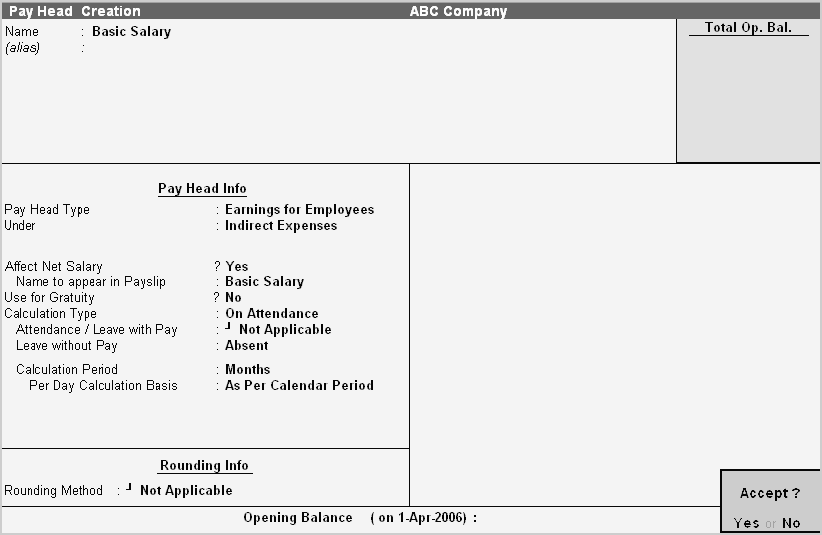 Pay Head Creation ABC Company
Name : Basic Salary
(alias) :
Total Op. Bal.
Pay Head Info
Pay Head Type : Earnings for Employees
Under : Indirect Expenses
Affect Net Salary ? Yes
Name to appear in Payslip : Basic Salary
Use for Gratuity ? No
Calculation Type : On Attendance
Attendance / Leave with Pay : ┘ Not Applicable
Leave without Pay : Absent
Calculation Period : Months
Per Day Calculation Basis : As Per Calendar Period
Rounding Info
Rounding Method : ┘ Not Applicable
Opening Balance ( on 1-Apr-2006) :
Accept ?
Yes or No